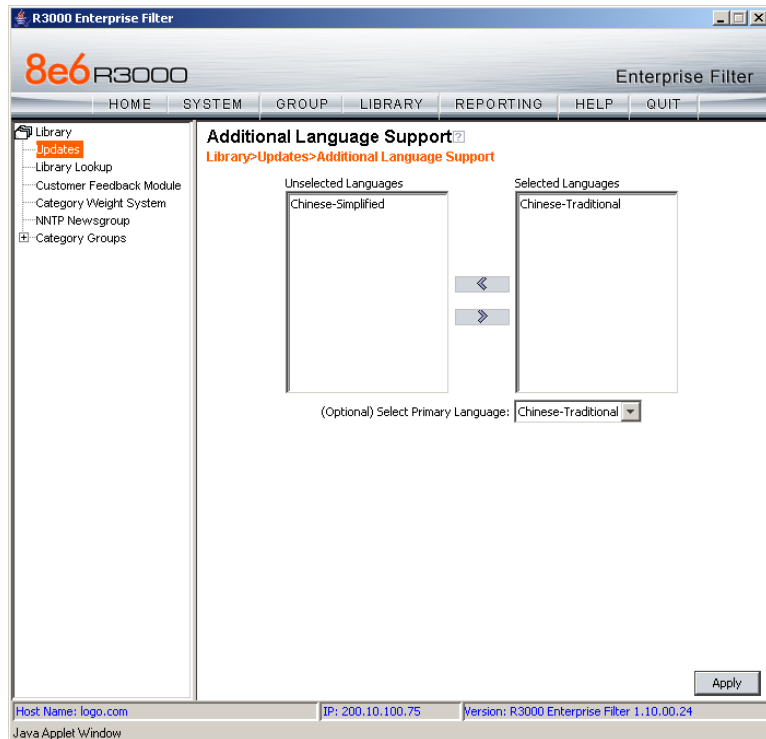 R3000 Enterprise Filter
8e6 R3000
Enterprise Filter
HOME SYSTEM GROUP LIBRARY REPORTING HELP QUIT
Library
Updates
Library Lookup
Customer Feedback Module
Category Weight System
NNTP Newsgroup
Category Groups
Additional Language Support ?
Library>Updates>Additional Language Support
Unselected Languages
Selected Languages
Chinese-Simplified
Chinese-Traditional
(Optional) Select Primary Language: Chinese-Traditional
Apply
Host Name: logo.com
IP: 200.10.100.75
Version: R3000 Enterprise Filter 1.10.00.24
Java Applet Window